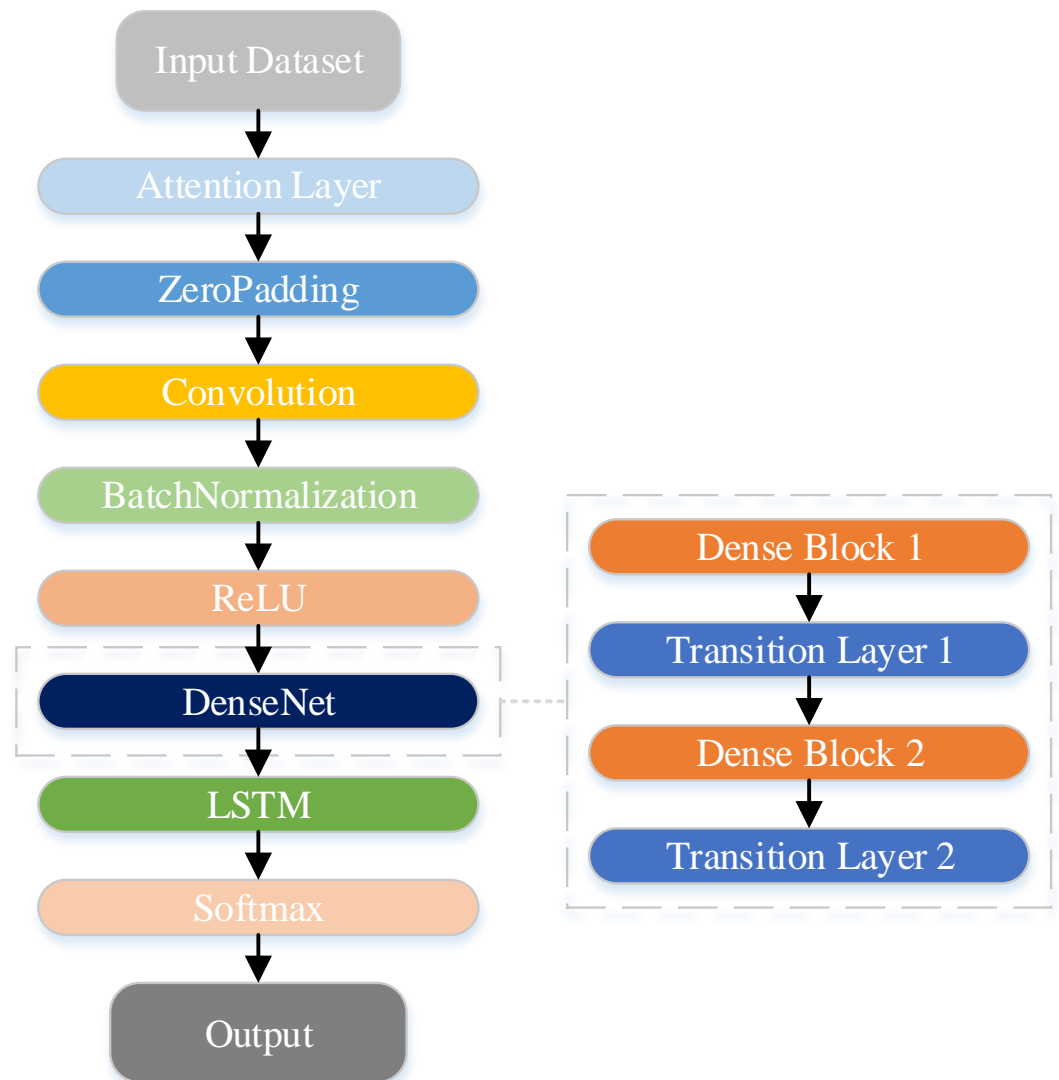 Input Dataset
Attention Layer
ZeroPadding
Convolution
BatchNormalization
ReLU
DenseNet
LSTM
Softmax
Output
Dense Block 1
Transition Layer 1
Dense Block 2
Transition Layer 2